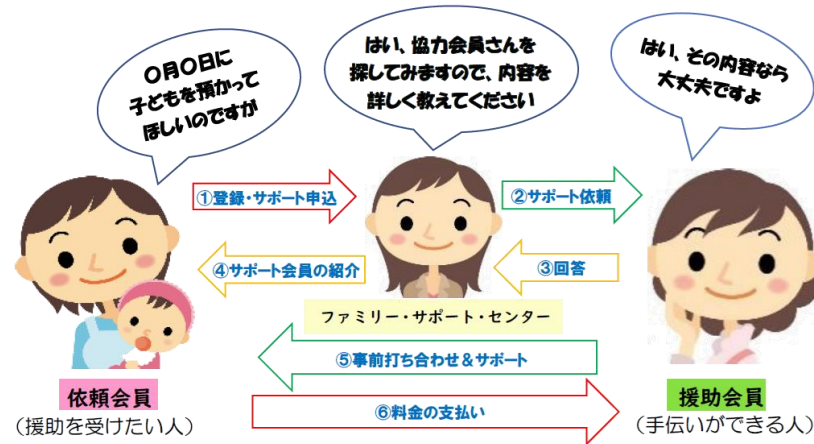 〇月〇日に
子どもを預かって
ほしいのですが
はい、協力会員さんを
探してみますので、内容を
詳しく教えてください
はい、その内容なら
大丈夫ですよ
①登録・サポート申込
②サポート依頼
④サポート会員の紹介
③回答
ファミリー・サポート・センター
⑤事前打ち合わせ＆サポート
依頼会員
（援助を受けたい人）
⑥料金の支払い
援助会員
（手伝いができる人）